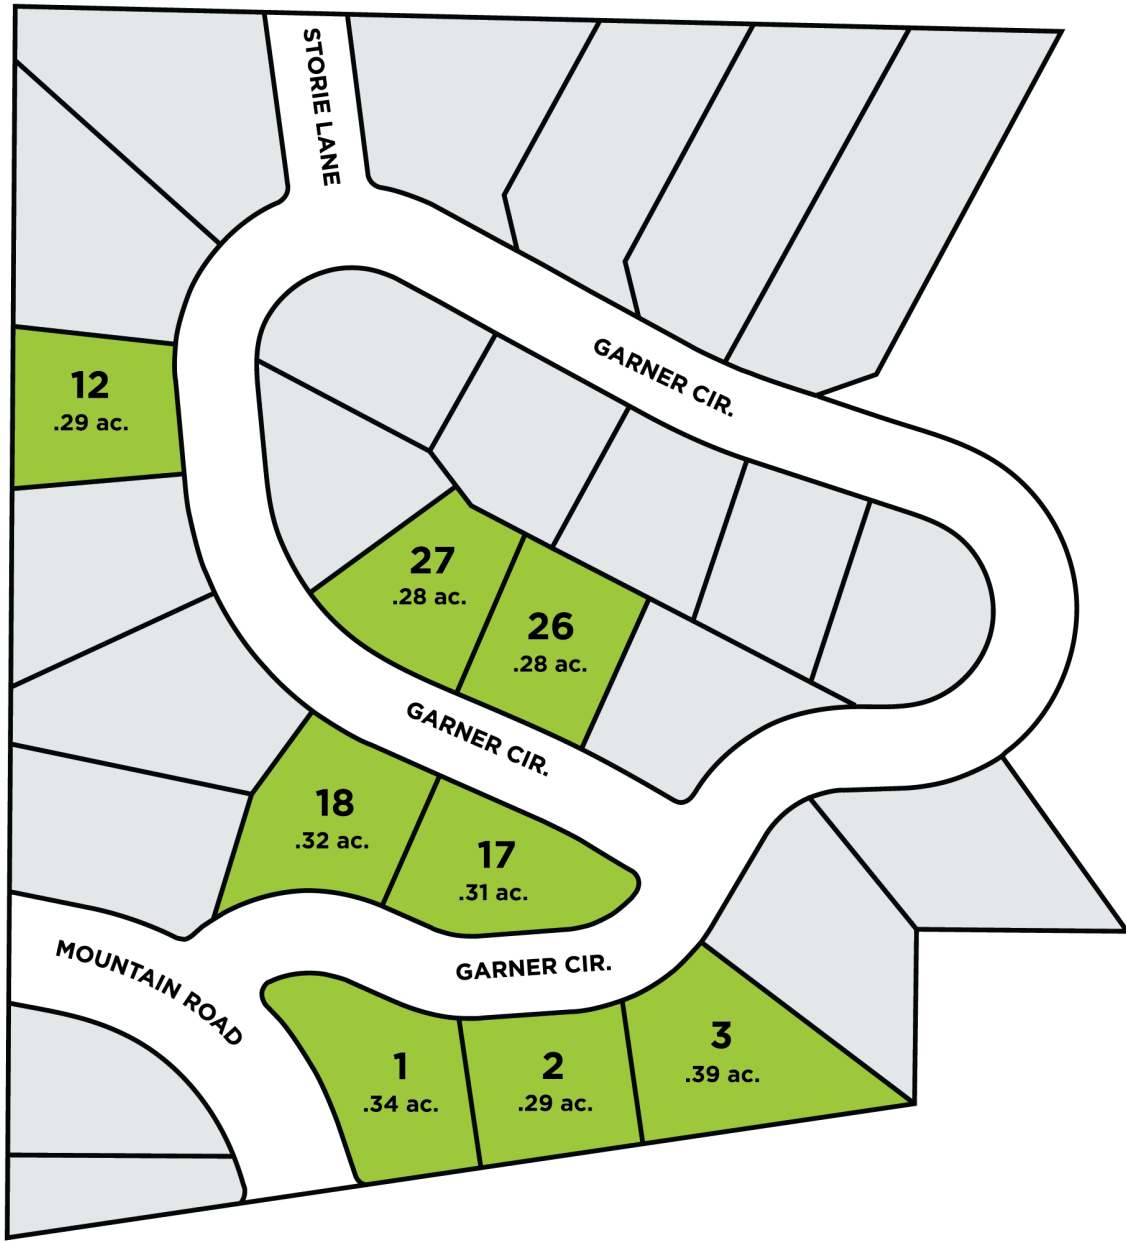 STORIE LANE
GARNER CIR.
12
.29 ac.
27
.28 ac.
26
.28 ac.
GARNER CIR.
18
.32 ac.
17
.31 ac.
MOUNTAIN ROAD
GARNER CIR.
1
.34 ac.
2
.29 ac.
3
.39 ac.